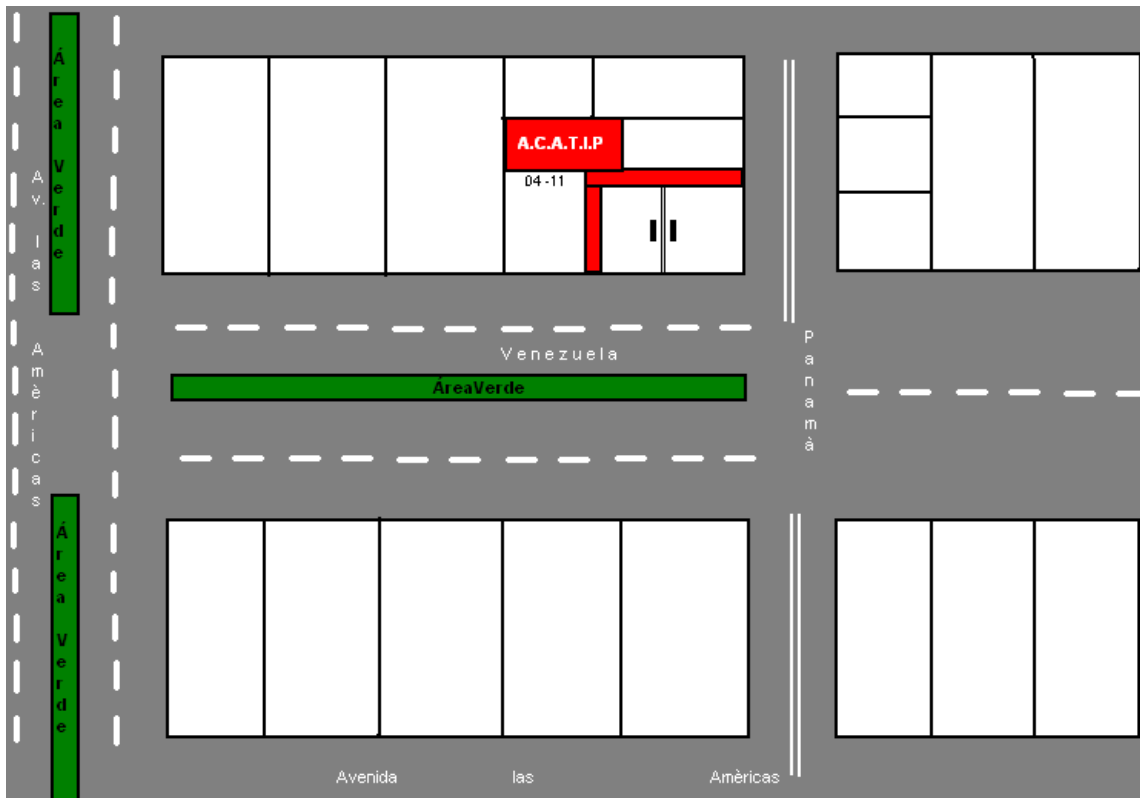 Área Verde
Av. las Amèricas
A.C.A.T.I.P
04 -11
Venezuela
ÁreaVerde
Panamà
Área Verde
Avenida las Amèricas